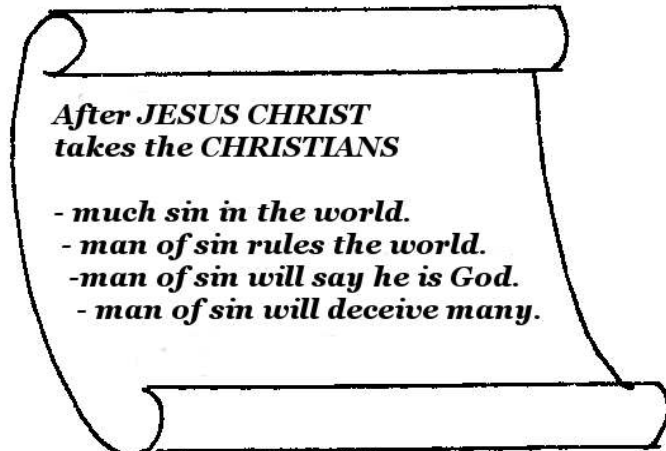 After JESUS CHRIST
takes the CHRISTIANS
- much sin in the world.
- man of sin rules the world.
-man of sin will say he is God.
- man of sin will deceive many.